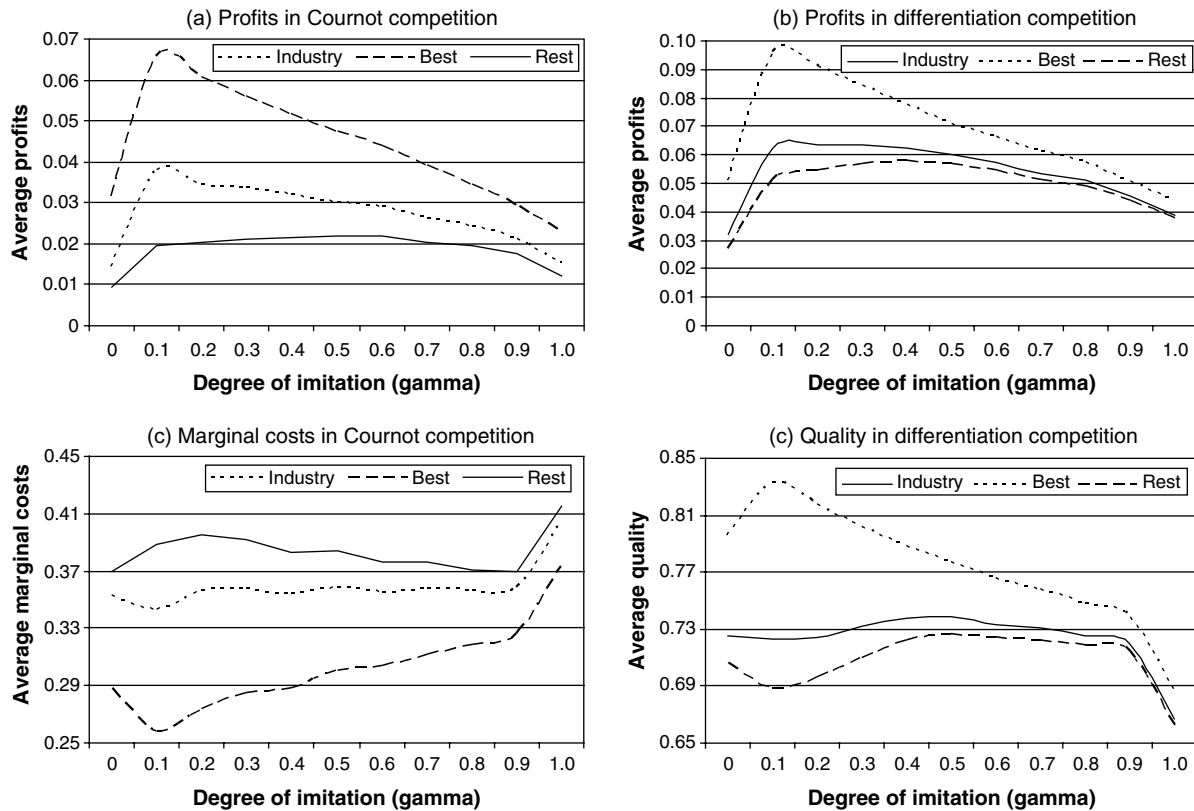 (a) Profits in Cournot competition
Industry Best Rest
Average profits
0.07
0.06
0.05
0.04
0.03
0.02
0.01
0
0 0.1 0.2 0.3 0.4 0.5 0.6 0.7 0.8 0.9 1.0
Degree of imitation (gamma)
(b) Profits in differentiation competition
Industry Best Rest
Average profits
0.10
0.09
0.08
0.07
0.06
0.05
0.04
0.03
0.02
0.01
0
0 0.1 0.2 0.3 0.4 0.5 0.6 0.7 0.8 0.9 1.0
Degree of imitation (gamma)
(c) Marginal costs in Cournot competition
Industry Best Rest
Average marginal costs
0.45
0.41
0.37
0.33
0.29
0.25
0 0.1 0.2 0.3 0.4 0.5 0.6 0.7 0.8 0.9 1.0
Degree of imitation (gamma)
(c) Quality in differentiation competition
Industry Best Rest
Average quality
0.85
0.81
0.77
0.73
0.69
0.65
0 0.1 0.2 0.3 0.4 0.5 0.6 0.7 0.8 0.9 1.0
Degree of imitation (gamma)